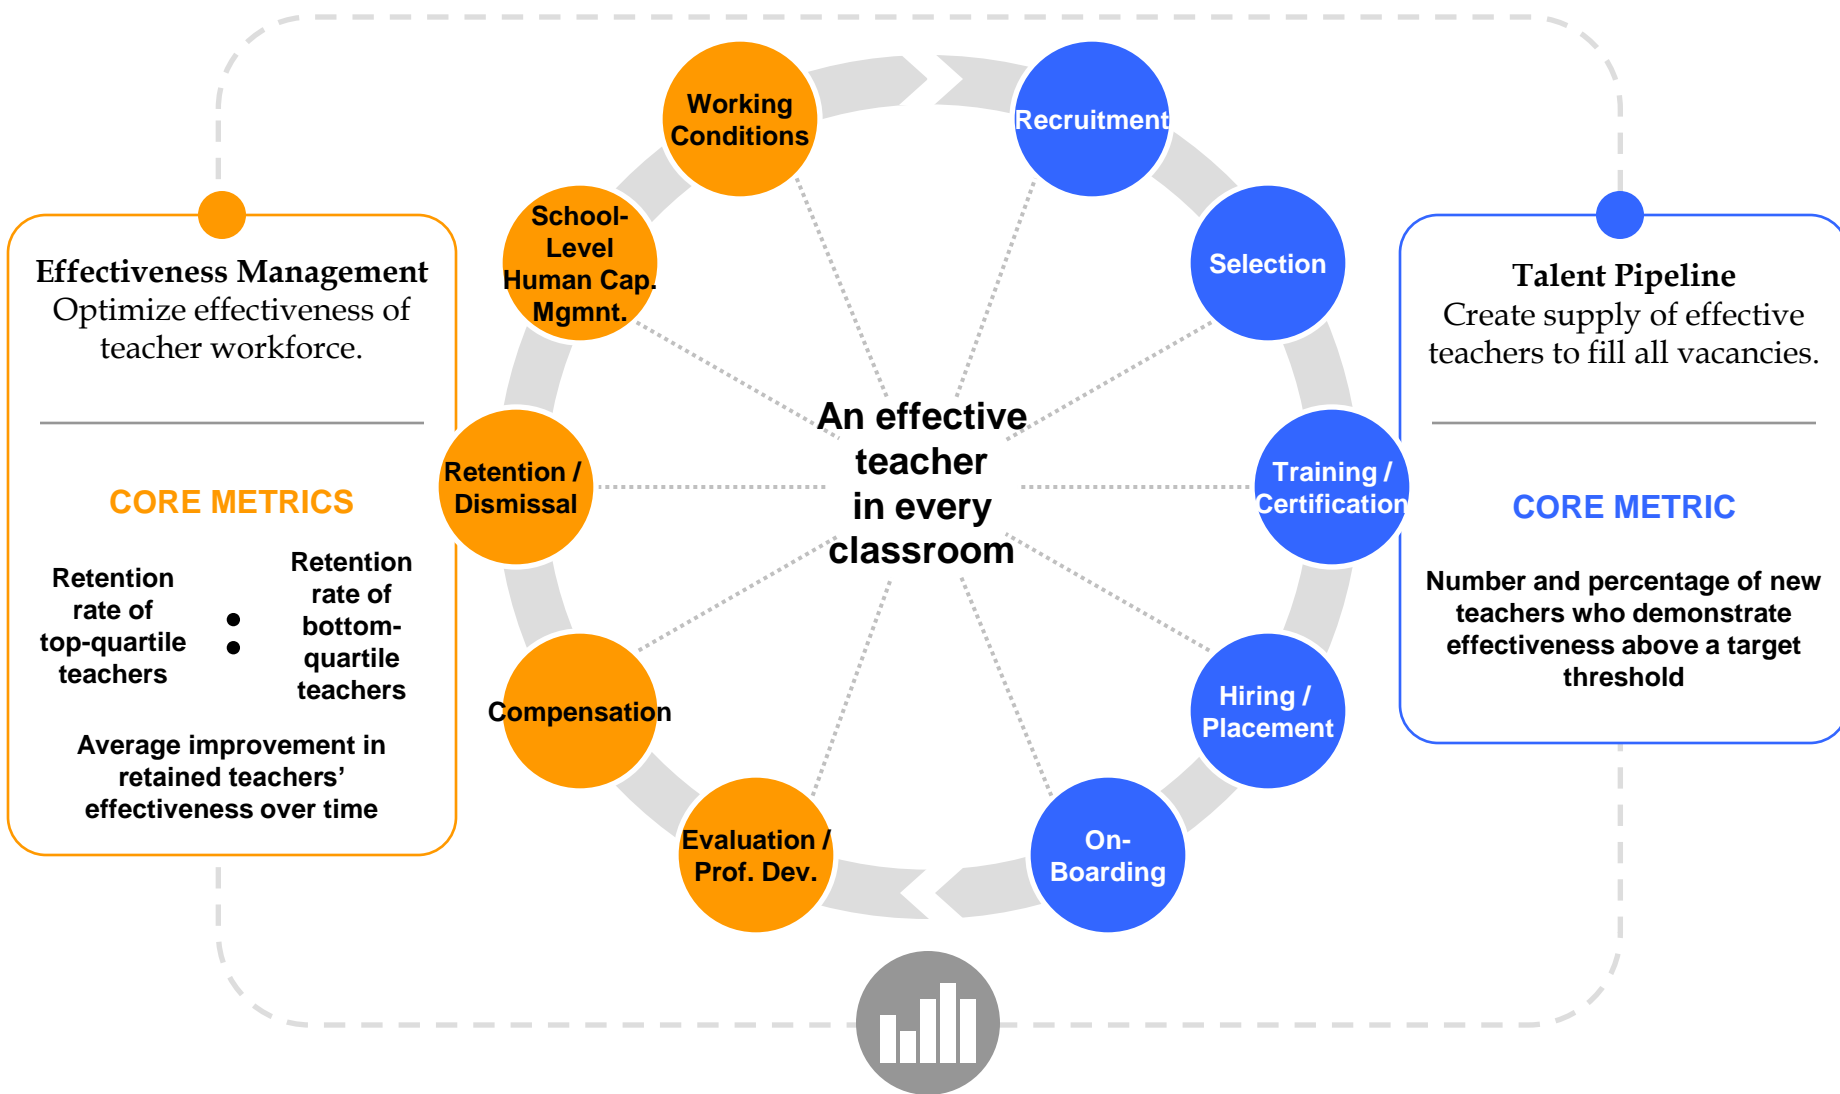 Effectiveness Management
Optimize effectiveness of
teacher workforce.
CORE METRICS
Retention
rate of
top-quartile
teachers
:
Retention
rate of
bottom-
quartile
teachers
Average improvement in
retained teachers’
effectiveness over time
Working
Conditions
School-
Level
Human Cap.
Mgmnt.
Retention /
Dismissal
Compensation
Evaluation /
Prof. Dev.
An effective
teacher
in every
classroom
Recruitment
Selection
Training /
Certification
Hiring /
Placement
On-
Boarding
Talent Pipeline
Create supply of effective
teachers to fill all vacancies.
CORE METRIC
Number and percentage of new
teachers who demonstrate
effectiveness above a target
threshold